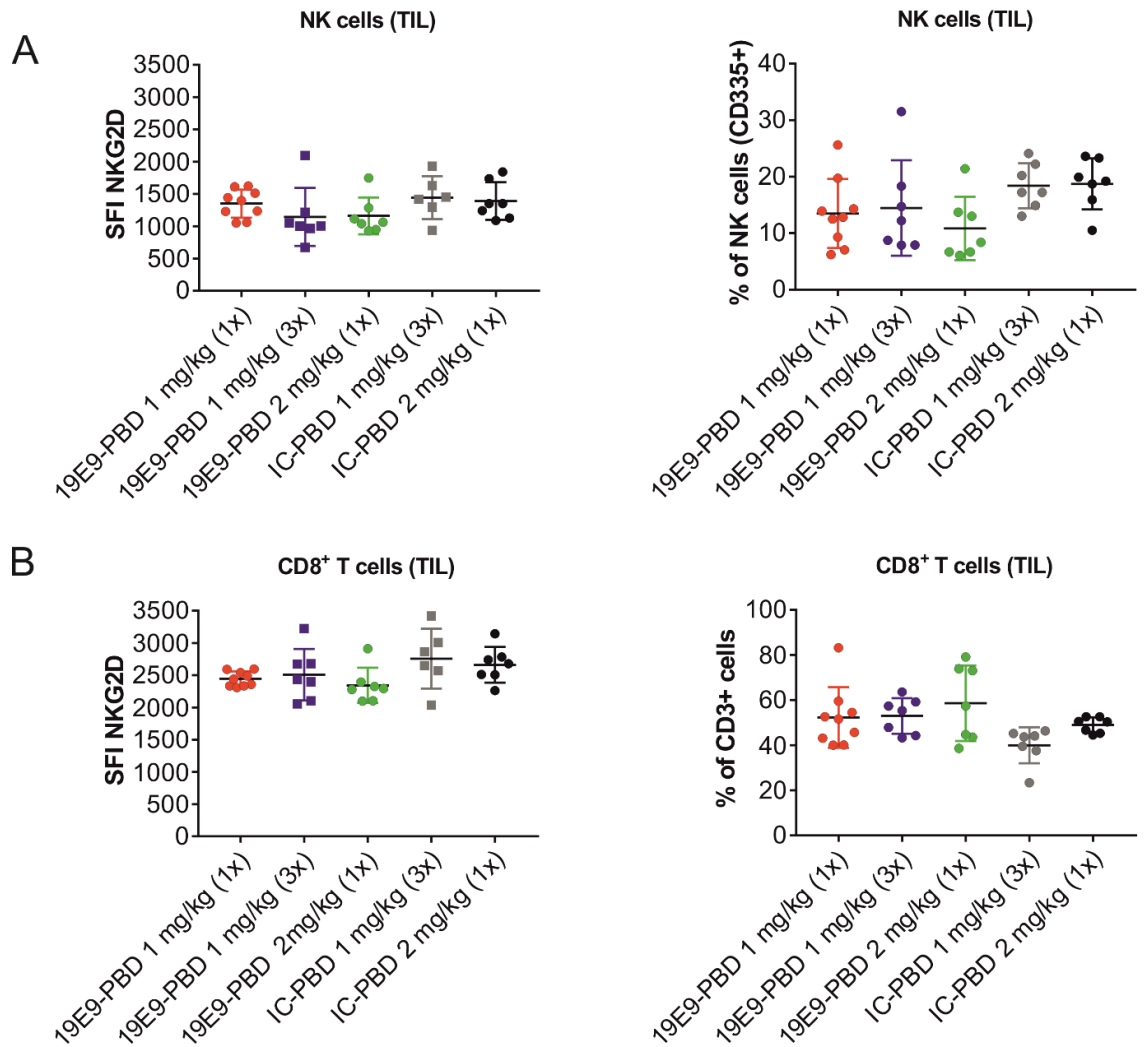 A
NK cells (TIL)
SFI NKG2D
3500
3000
2500
2000
1500
1000
500
0
19E9-PBD 1 mg/kg (1x)
19E9-PBD 1 mg/kg (3x)
19E9-PBD 2 mg/kg (1x)
IC-PBD 1 mg/kg (3x)
IC-PBD 2 mg/kg (1x)
NK cells (TIL)
% of NK cells (CD335+)
40
30
20
10
0
19E9-PBD 1 mg/kg (1x)
19E9-PBD 1 mg/kg (3x)
19E9-PBD 2 mg/kg (1x)
IC-PBD 1 mg/kg (3x)
IC-PBD 2 mg/kg (1x)
B
CD8⁺ T cells (TIL)
SFI NKG2D
3500
3000
2500
2000
1500
1000
500
0
19E9-PBD 1 mg/kg (1x)
19E9-PBD 1 mg/kg (3x)
19E9-PBD 2mg/kg (1x)
IC-PBD 1 mg/kg (3x)
IC-PBD 2 mg/kg (1x)
CD8⁺ T cells (TIL)
% of CD3+ cells
100
80
60
40
20
0
19E9-PBD 1 mg/kg (1x)
19E9-PBD 1 mg/kg (3x)
19E9-PBD 2 mg/kg (1x)
IC-PBD 1 mg/kg (3x)
IC-PBD 2 mg/kg (1x)